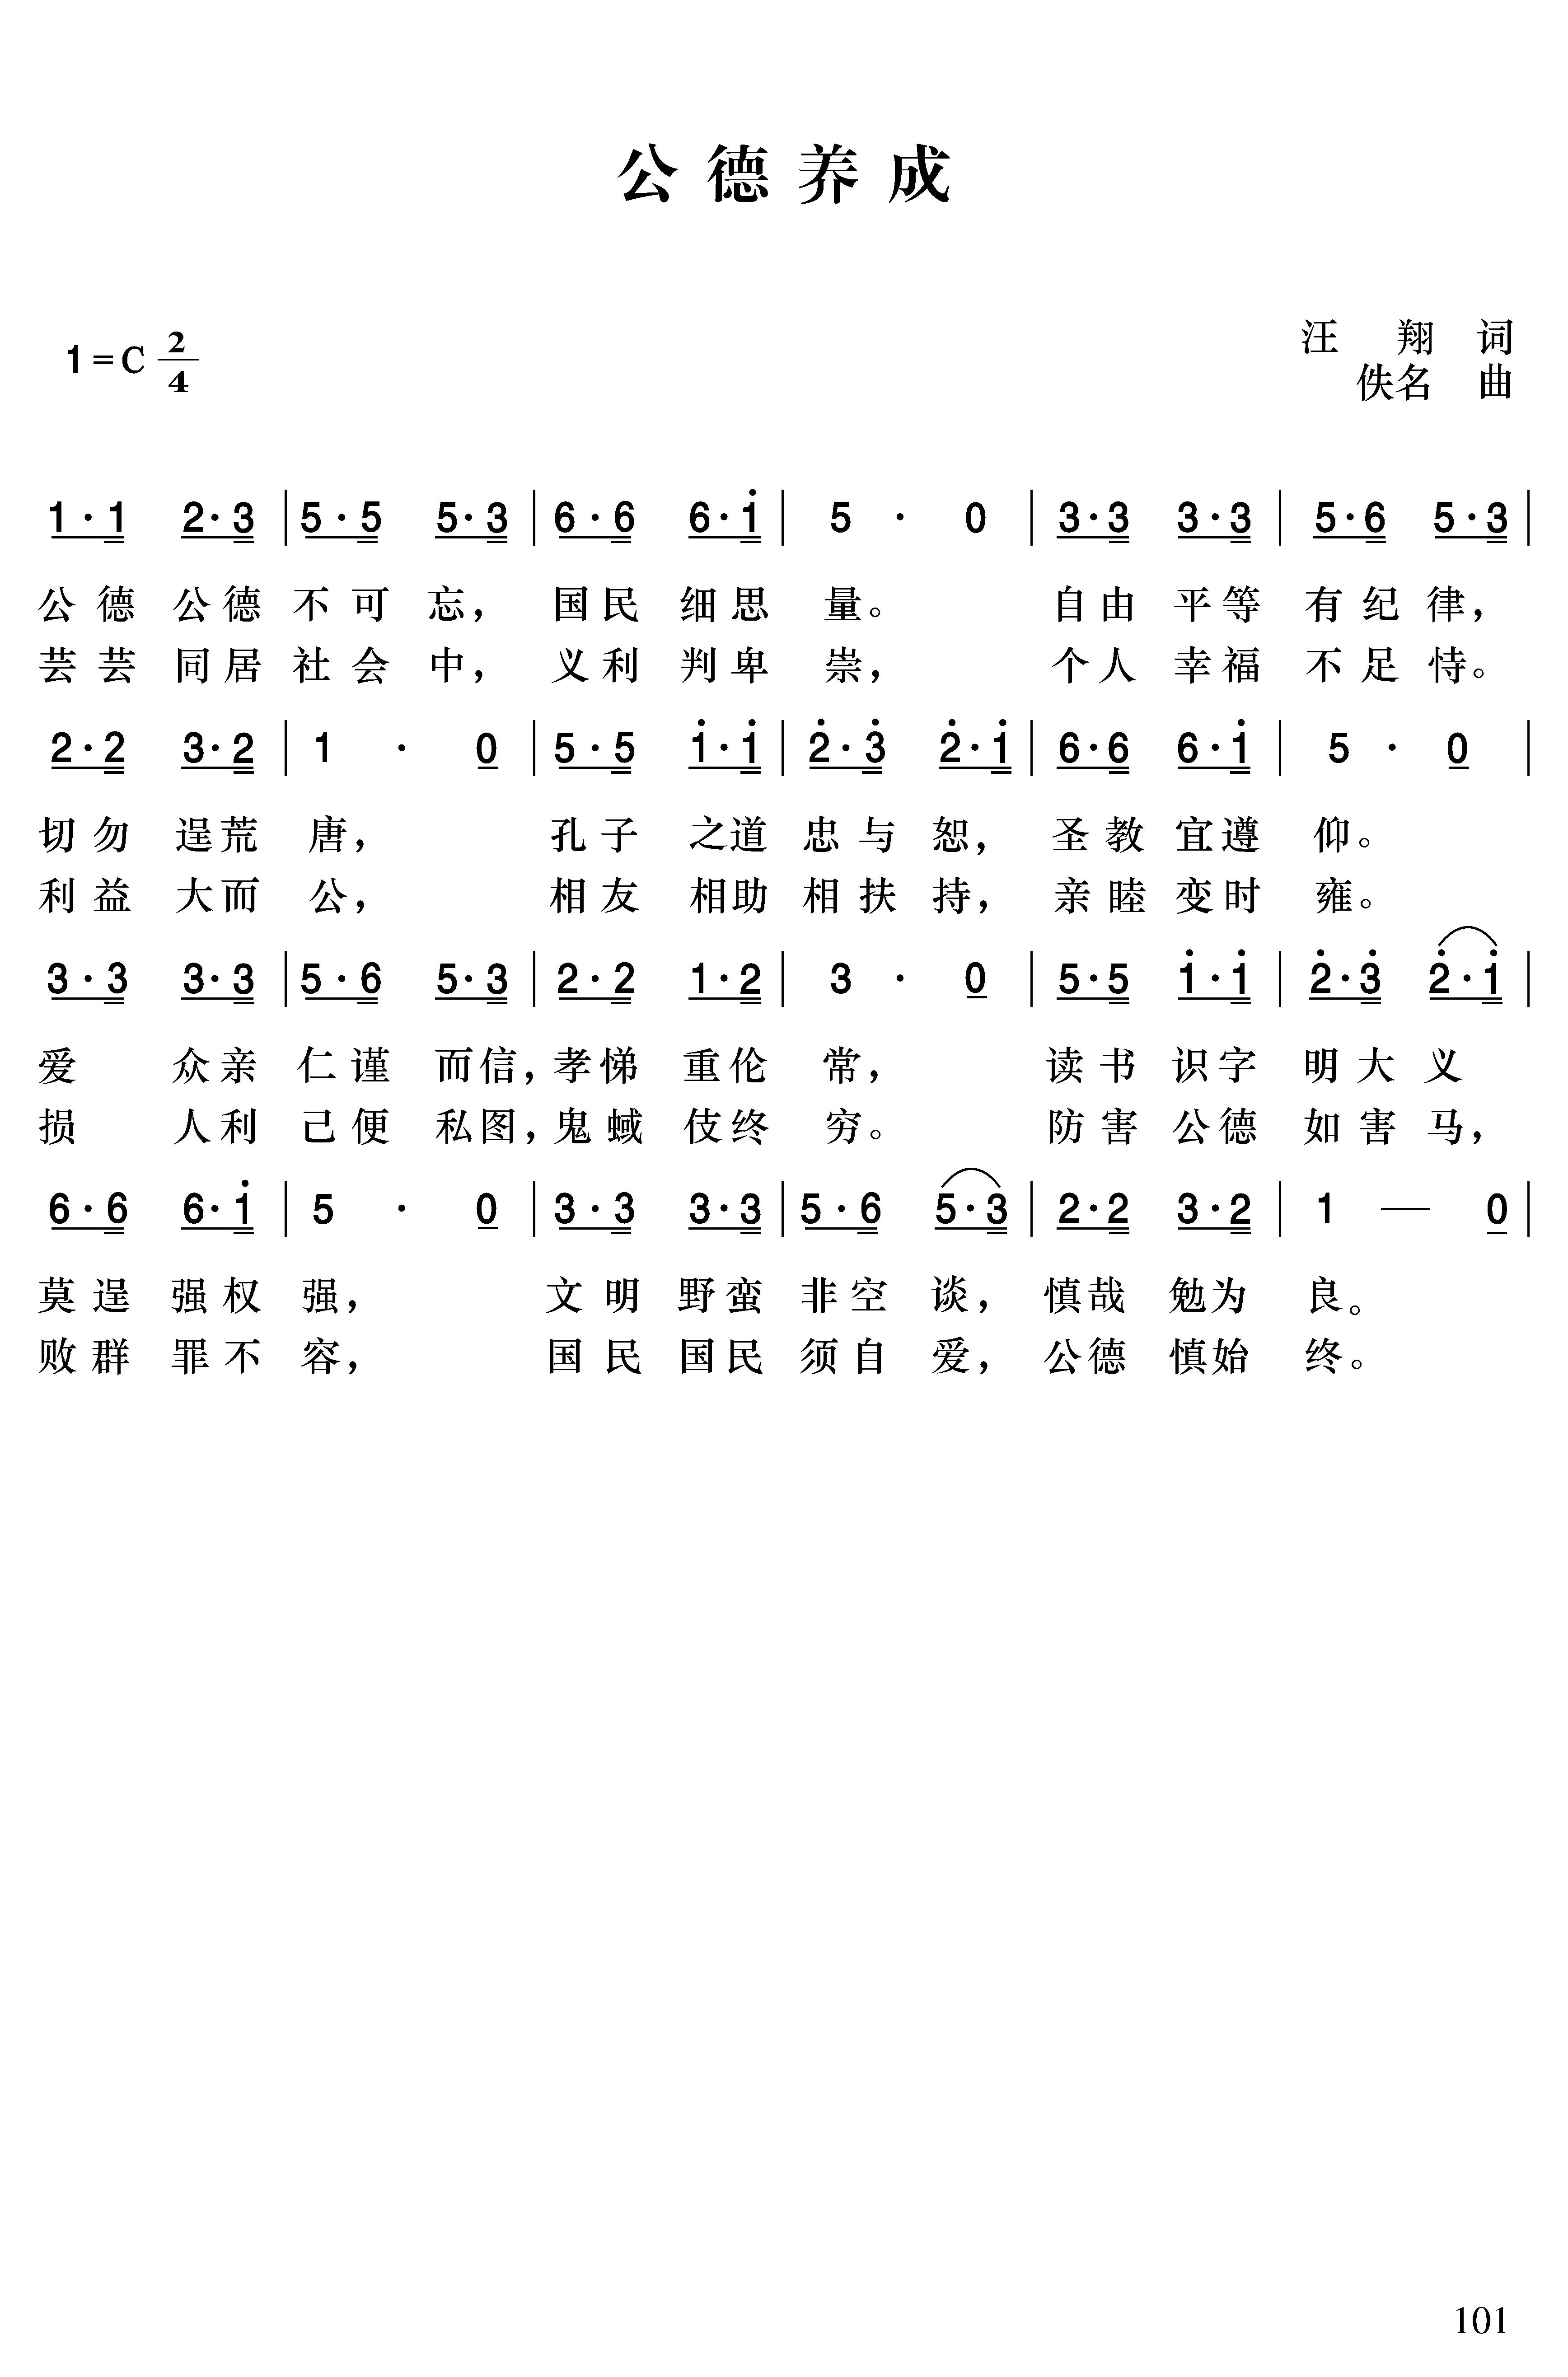 公德养成
1=C 2/4
汪 翔 词
佚名 曲
1·1 2·3 | 5·5 5·3 | 6·6 6·i | 5 · 0 | 3·3 3·3 | 5·6 5·3 |
公德 公德 不可 忘， 国民 细思 量。 自由 平等 有纪 律，
芸芸 同居 社会 中， 义利 判卑 崇， 个人 幸福 不足 恃。
2·2 3·2 | 1 · 0 | 5·5 i·i | 2̇·3̇ 2̇·i | 6·6 6·i | 5 · 0 |
切勿 逞荒 唐， 孔子 之道 忠与 恕， 圣教 宜遵 仰。
利益 大而 公， 相友 相助 相扶 持， 亲睦 变时 雍。
3·3 3·3 | 5·6 5·3 | 2·2 1·2 | 3 · 0 | 5·5 i·i | 2̇·3̇ 2̇·i |
爱 众亲 仁谨 而信，孝悌 重伦 常， 读书 识字 明大 义
损 人利 己便 私图，鬼蜮 伎终 穷。 防害 公德 如害 马，
6·6 6·i | 5 · 0 | 3·3 3·3 | 5·6 5·3 | 2·2 3·2 | 1 — 0 |
莫逞 强权 强， 文明 野蛮 非空 谈， 慎哉 勉为 良。
败群 罪不 容， 国民 国民 须自 爱， 公德 慎始 终。
101